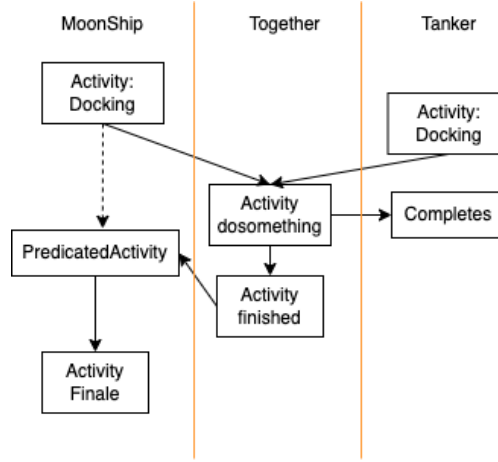 MoonShip
Together
Tanker
Activity:
Docking
Activity:
Docking
Activity
dosomething
Completes
PredicatedActivity
Activity
finished
Activity
Finale